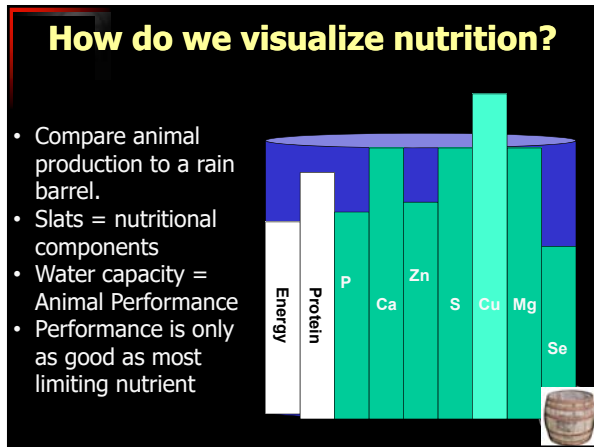 How do we visualize nutrition?
• Compare animal
production to a rain
barrel.
• Slats = nutritional
components
• Water capacity =
Animal Performance
• Performance is only
as good as most
limiting nutrient
Energy
Protein
P
Ca
Zn
S
Cu
Mg
Se